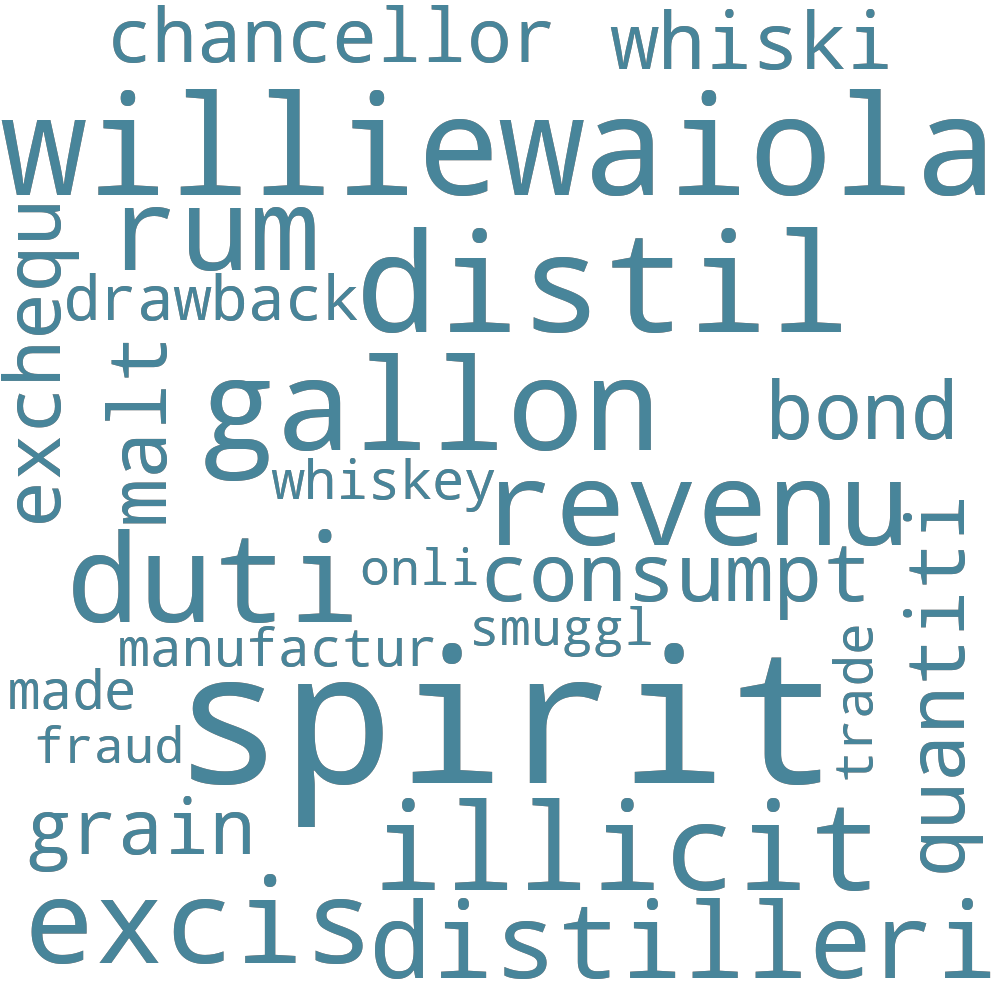 chancellor
whiski
williewaiola
exchequ
rum
drawback
distil
malt
gallon
bond
whiskey
revenu
duti
onli
consumpt
quantiti
smuggl
manufactur
made
spirit
trade
fraud
grain
illicit
excis
distilleri